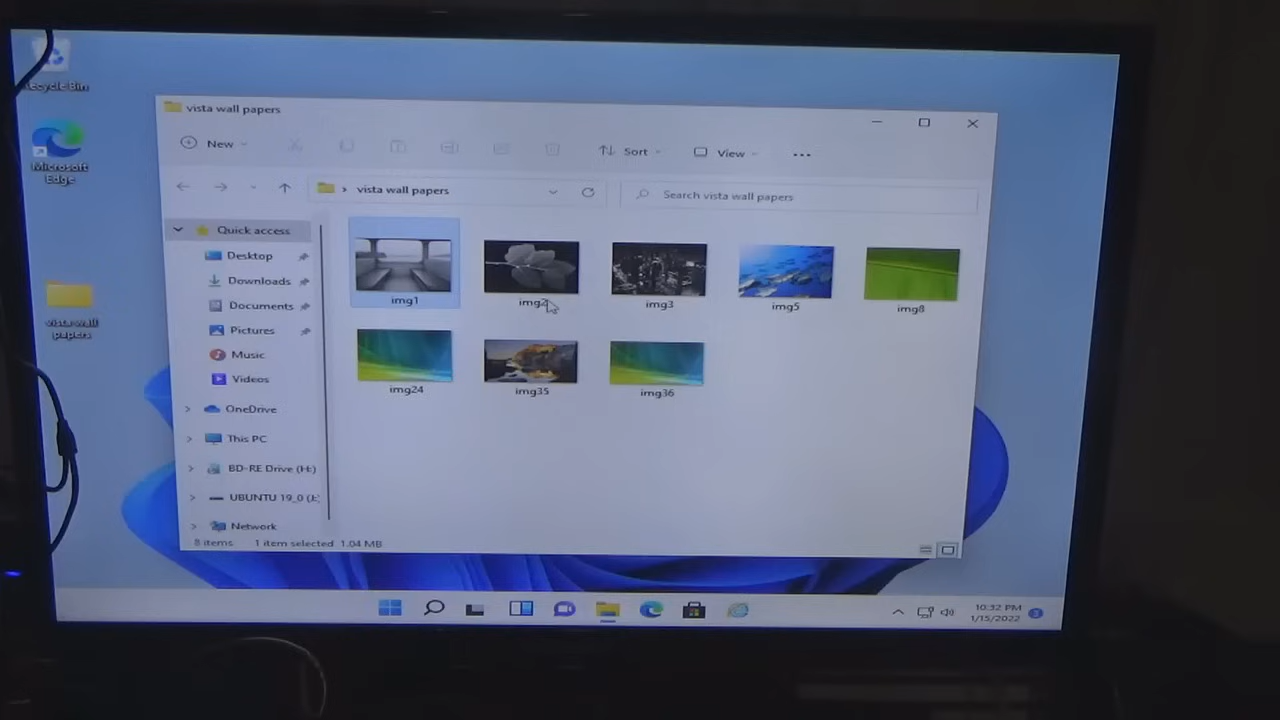 Recycle Bin
Microsoft
Edge
vista wall
papers
vista wall papers
New
Sort
View
...
vista wall papers
Search vista wall papers
Quick access
Desktop
Downloads
Documents
Pictures
Music
Videos
OneDrive
This PC
BD-RE Drive (H:)
UBUNTU 19_0 (
Network
img1
img2
img3
img5
img8
img24
img35
img36
8 items 1 item selected 1.04 MB
10:32 PM
1/15/2022